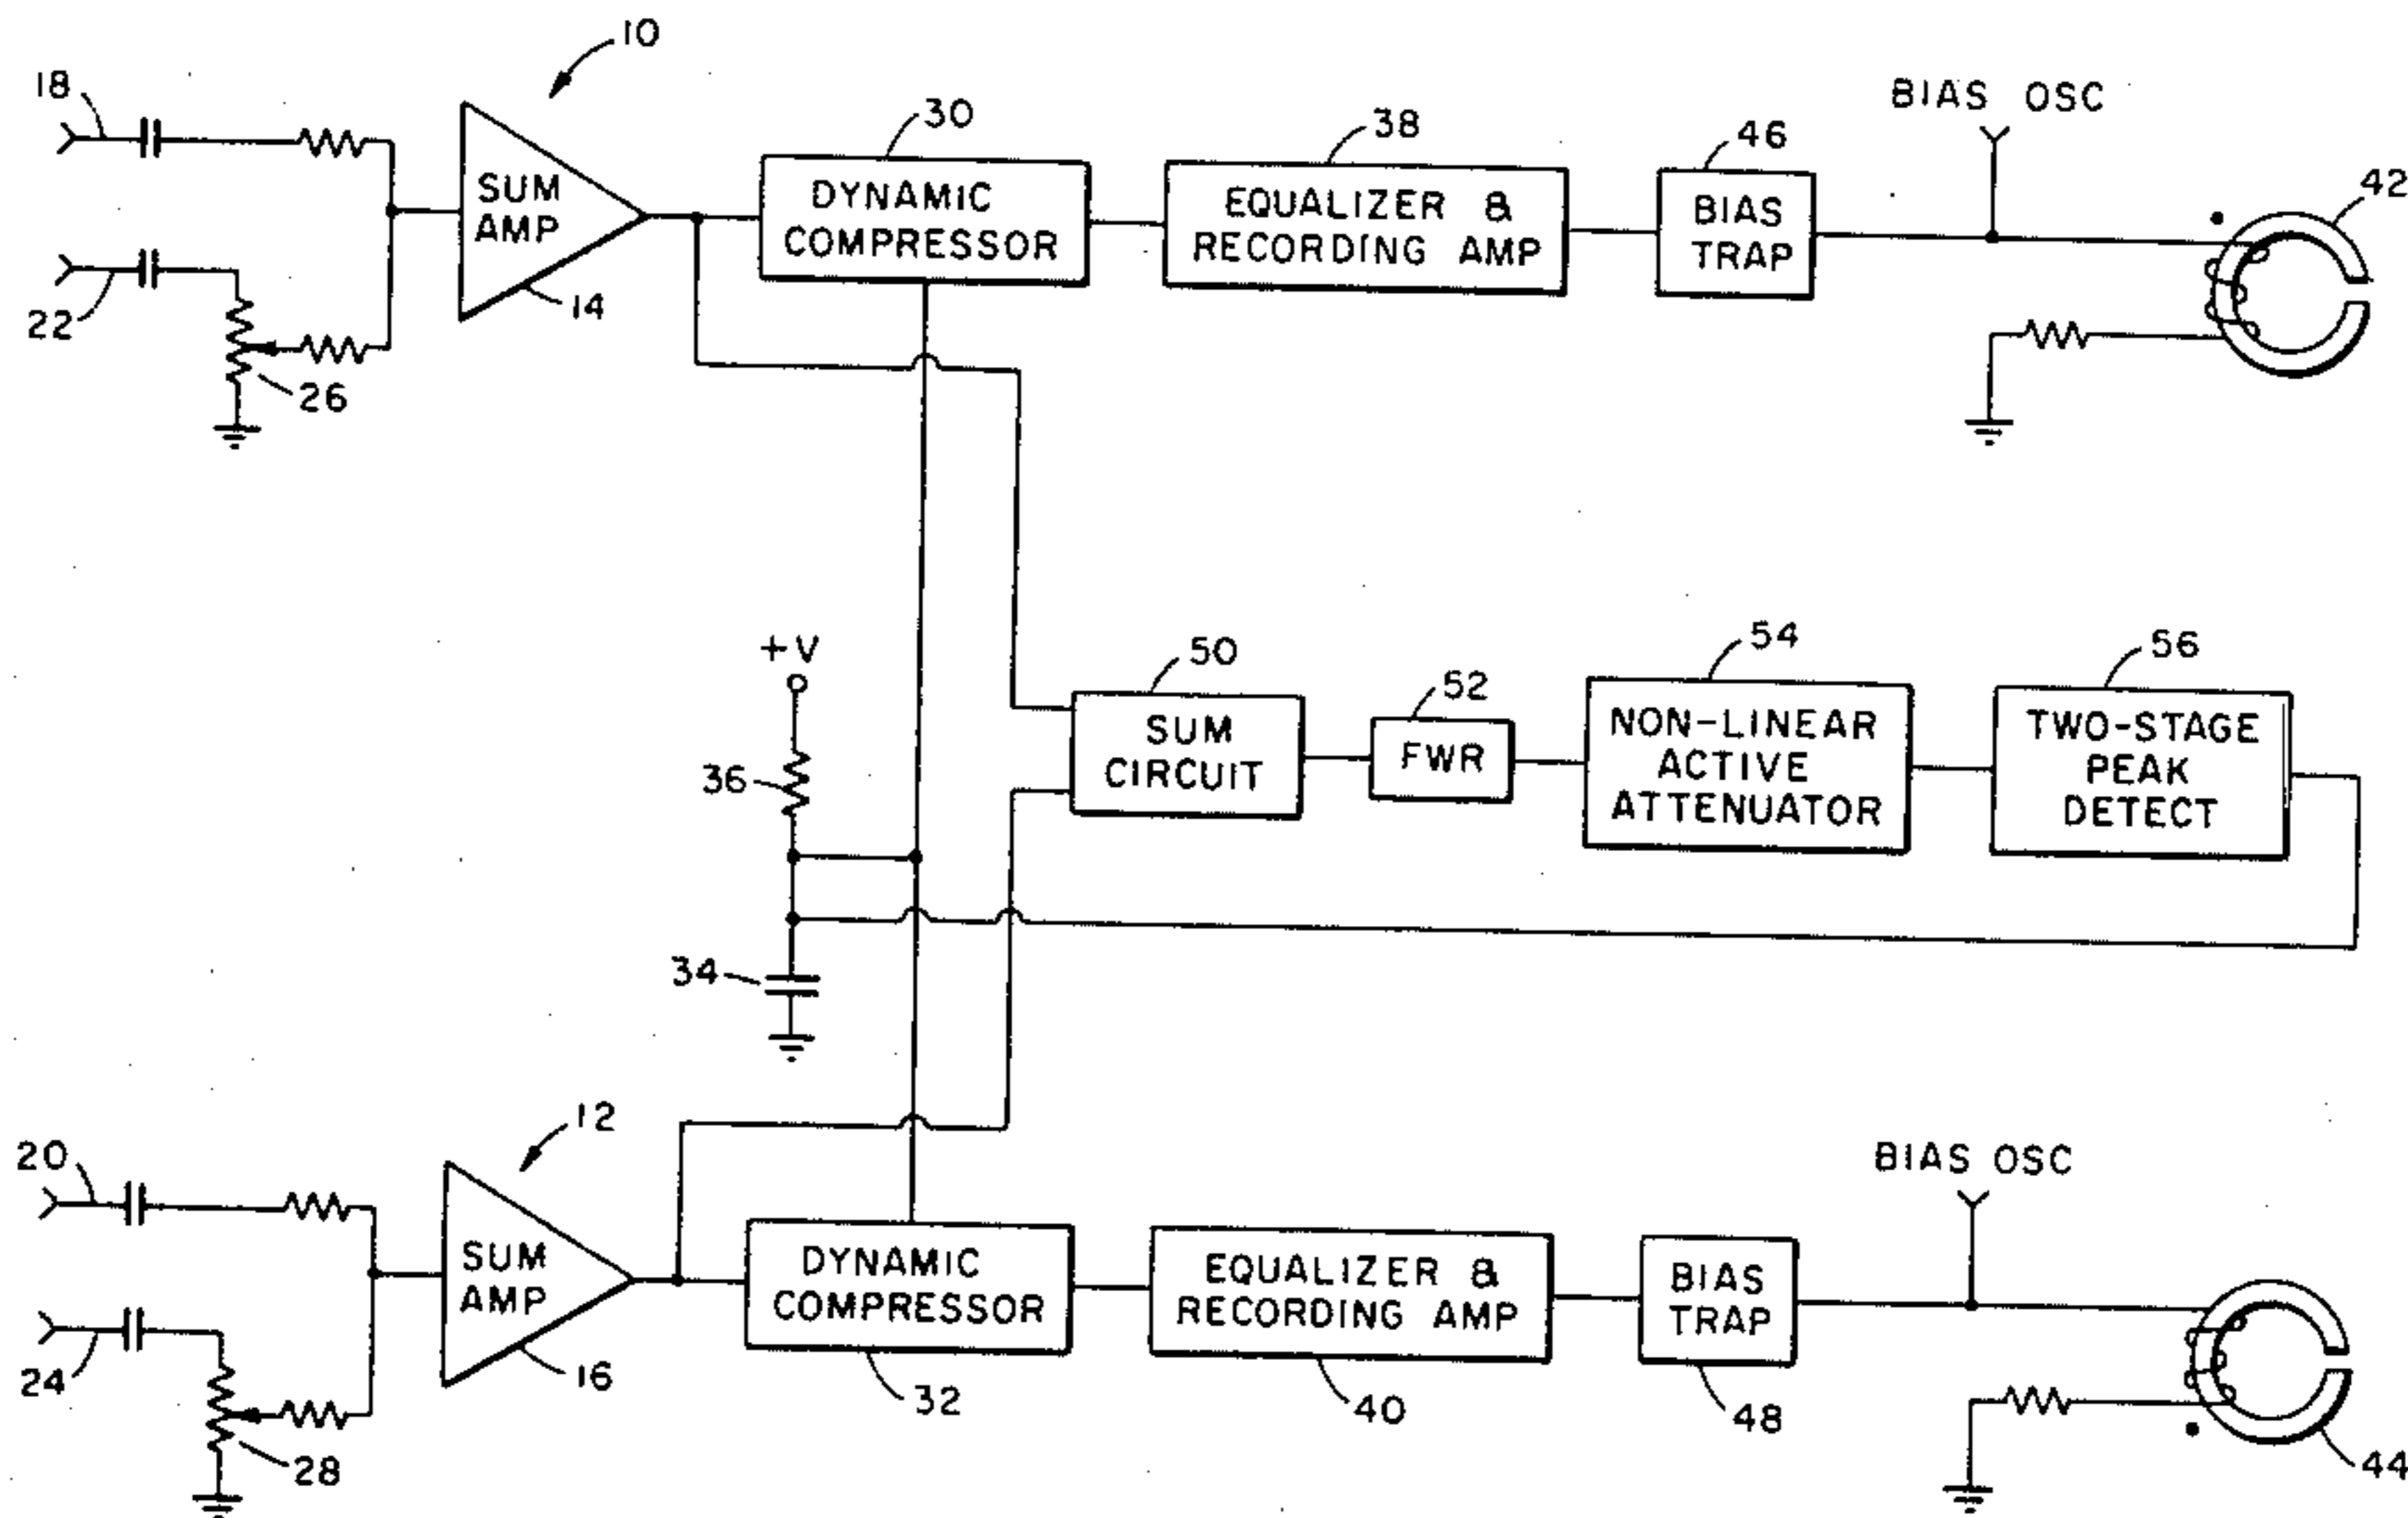 10
18
30
38
BIAS OSC
46
42
SUM
AMP
DYNAMIC
COMPRESSOR
EQUALIZER &
RECORDING AMP
BIAS
TRAP
22
14
26
+V
50
52
54
56
36
SUM
CIRCUIT
FWR
NON-LINEAR
ACTIVE
ATTENUATOR
TWO-STAGE
PEAK
DETECT
34
12
20
BIAS OSC
SUM
AMP
DYNAMIC
COMPRESSOR
EQUALIZER &
RECORDING AMP
BIAS
TRAP
24
16
32
40
48
28
44